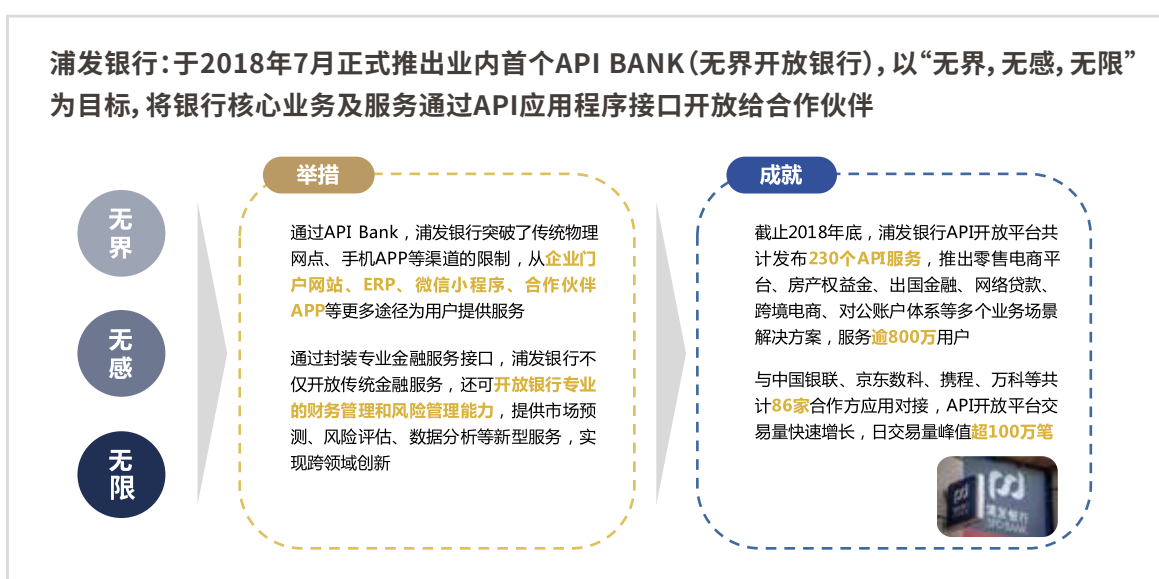 浦发银行：于2018年7月正式推出业内首个API BANK（无界开放银行），以“无界，无感，无限”
为目标，将银行核心业务及服务通过API应用程序接口开放给合作伙伴
无
界
无
感
无
限
举措
通过API Bank，浦发银行突破了传统物理
网点、手机APP等渠道的限制，从企业门
户网站、ERP、微信小程序、合作伙伴
APP等更多途径为用户提供服务
通过封装专业金融服务接口，浦发银行不
仅开放传统金融服务，还可开放银行专业
的财务管理和风险管理能力，提供市场预
测、风险评估、数据分析等新型服务，实
现跨领域创新
成就
截止2018年底，浦发银行API开放平台共
计发布230个API服务，推出零售电商平
台、房产权益金、出国金融、网络贷款、
跨境电商、对公账户体系等多个业务场景
解决方案，服务逾800万用户
与中国银联、京东数科、携程、万科等共
计86家合作方应用对接，API开放平台交
易量快速增长，日交易量峰值超100万笔
浦发银行
SPD BANK